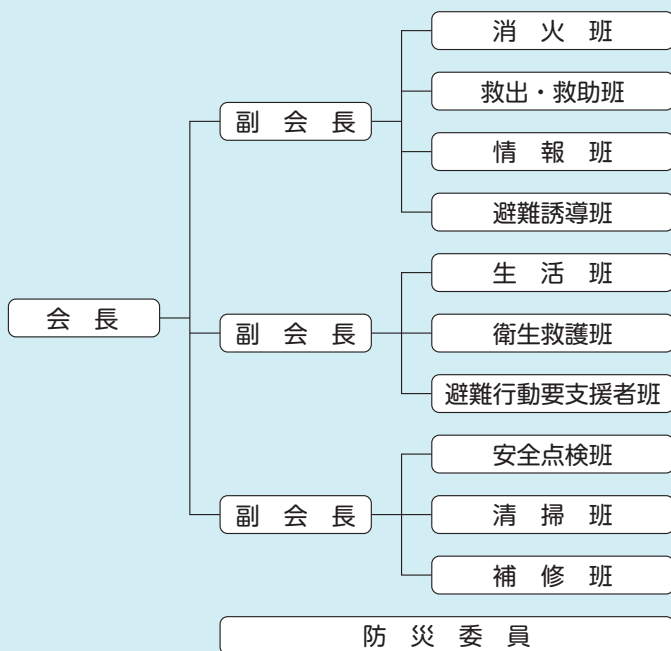 会　長
副　会　長
消　火　班
救出・救助班
情　報　班
避難誘導班
副　会　長
生　活　班
衛生救護班
避難行動要支援者班
副　会　長
安全点検班
清　掃　班
補　修　班
防　災　委　員